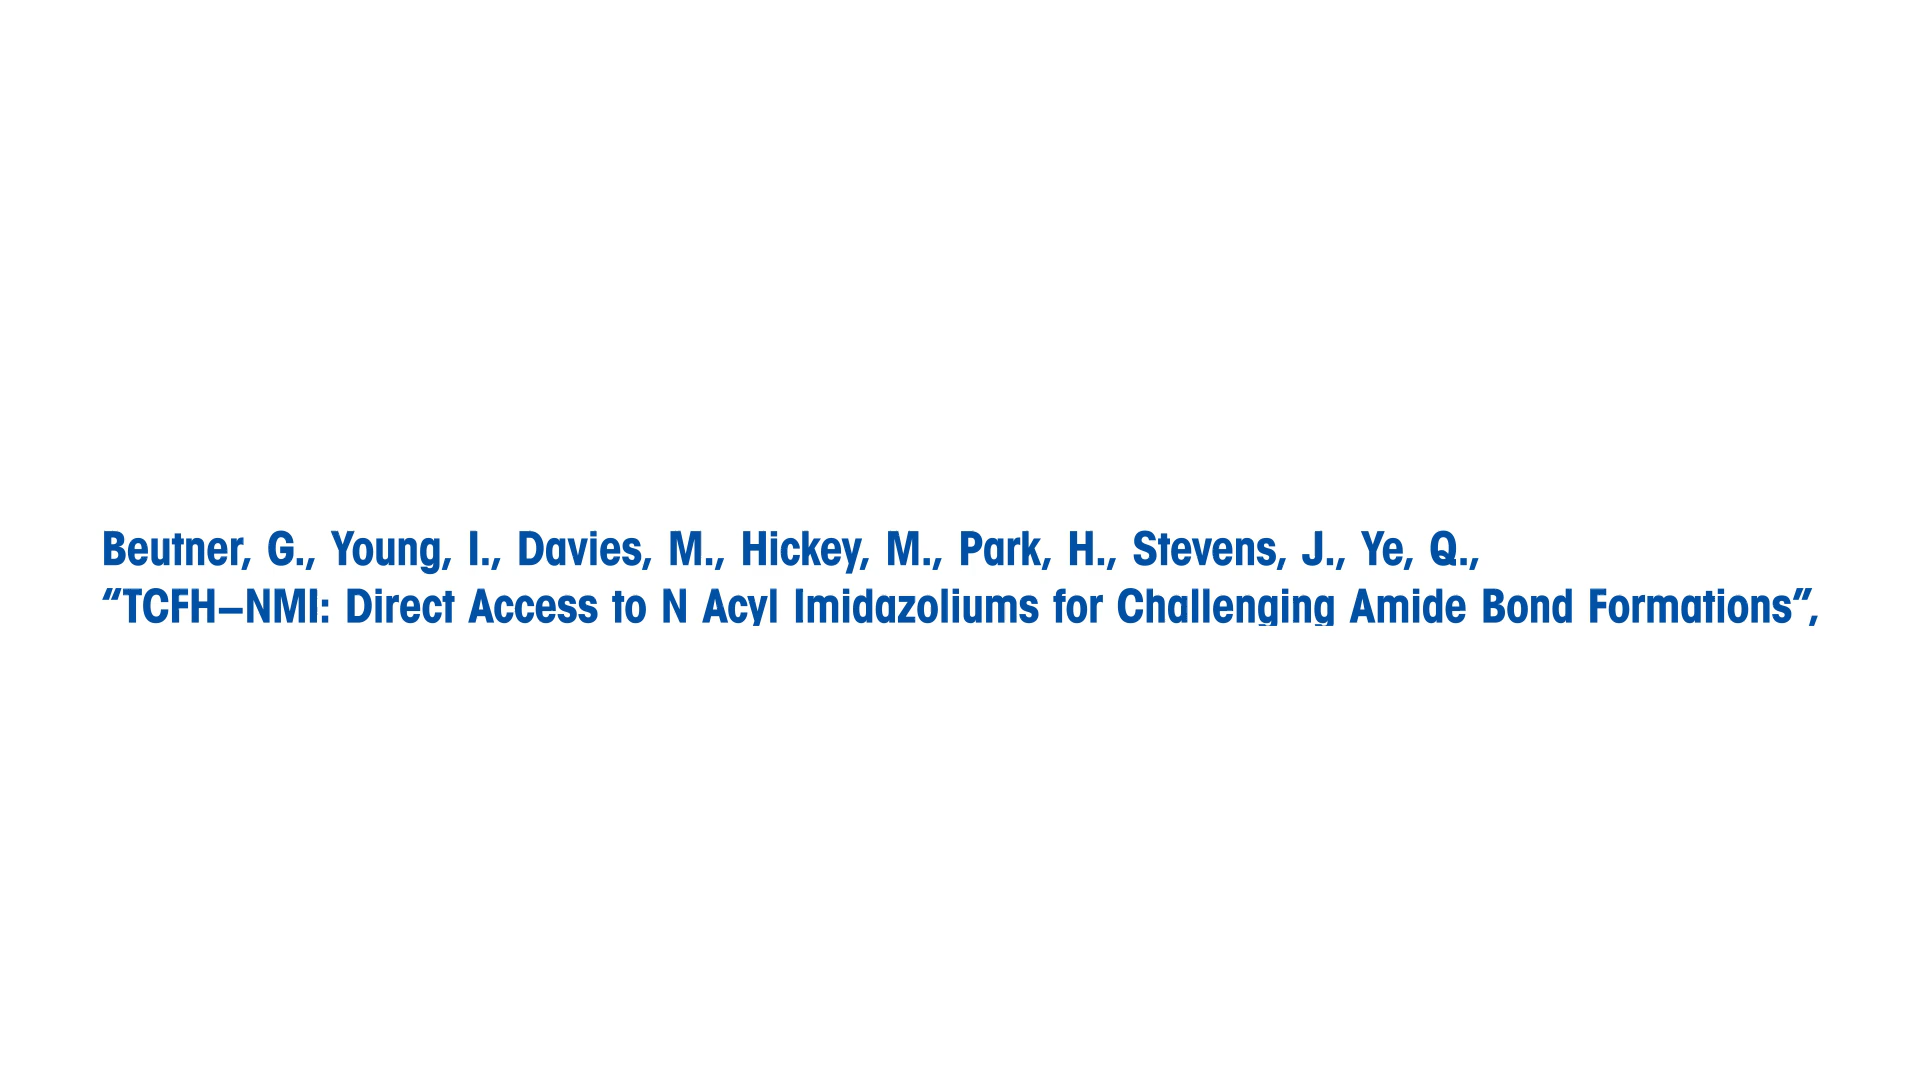 Beutner, G., Young, I., Davies, M., Hickey, M., Park, H., Stevens, J., Ye, Q.,
“TCFH–NMI: Direct Access to N Acyl Imidazoliums for Challenging Amide Bond Formations”,